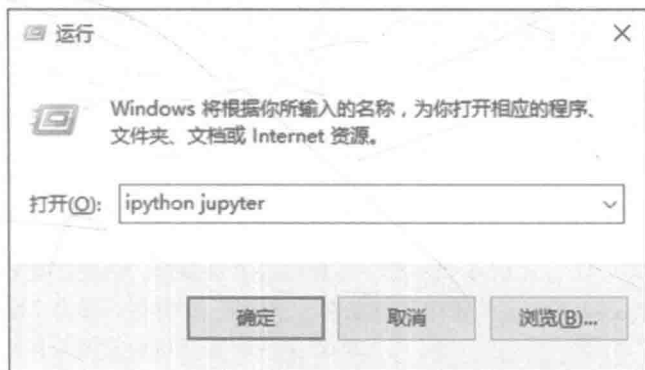 运行
Windows 将根据你所输入的名称，为你打开相应的程序、
文件夹、文档或 Internet 资源。
打开(O):
ipython jupyter
确定
取消
浏览(B)...